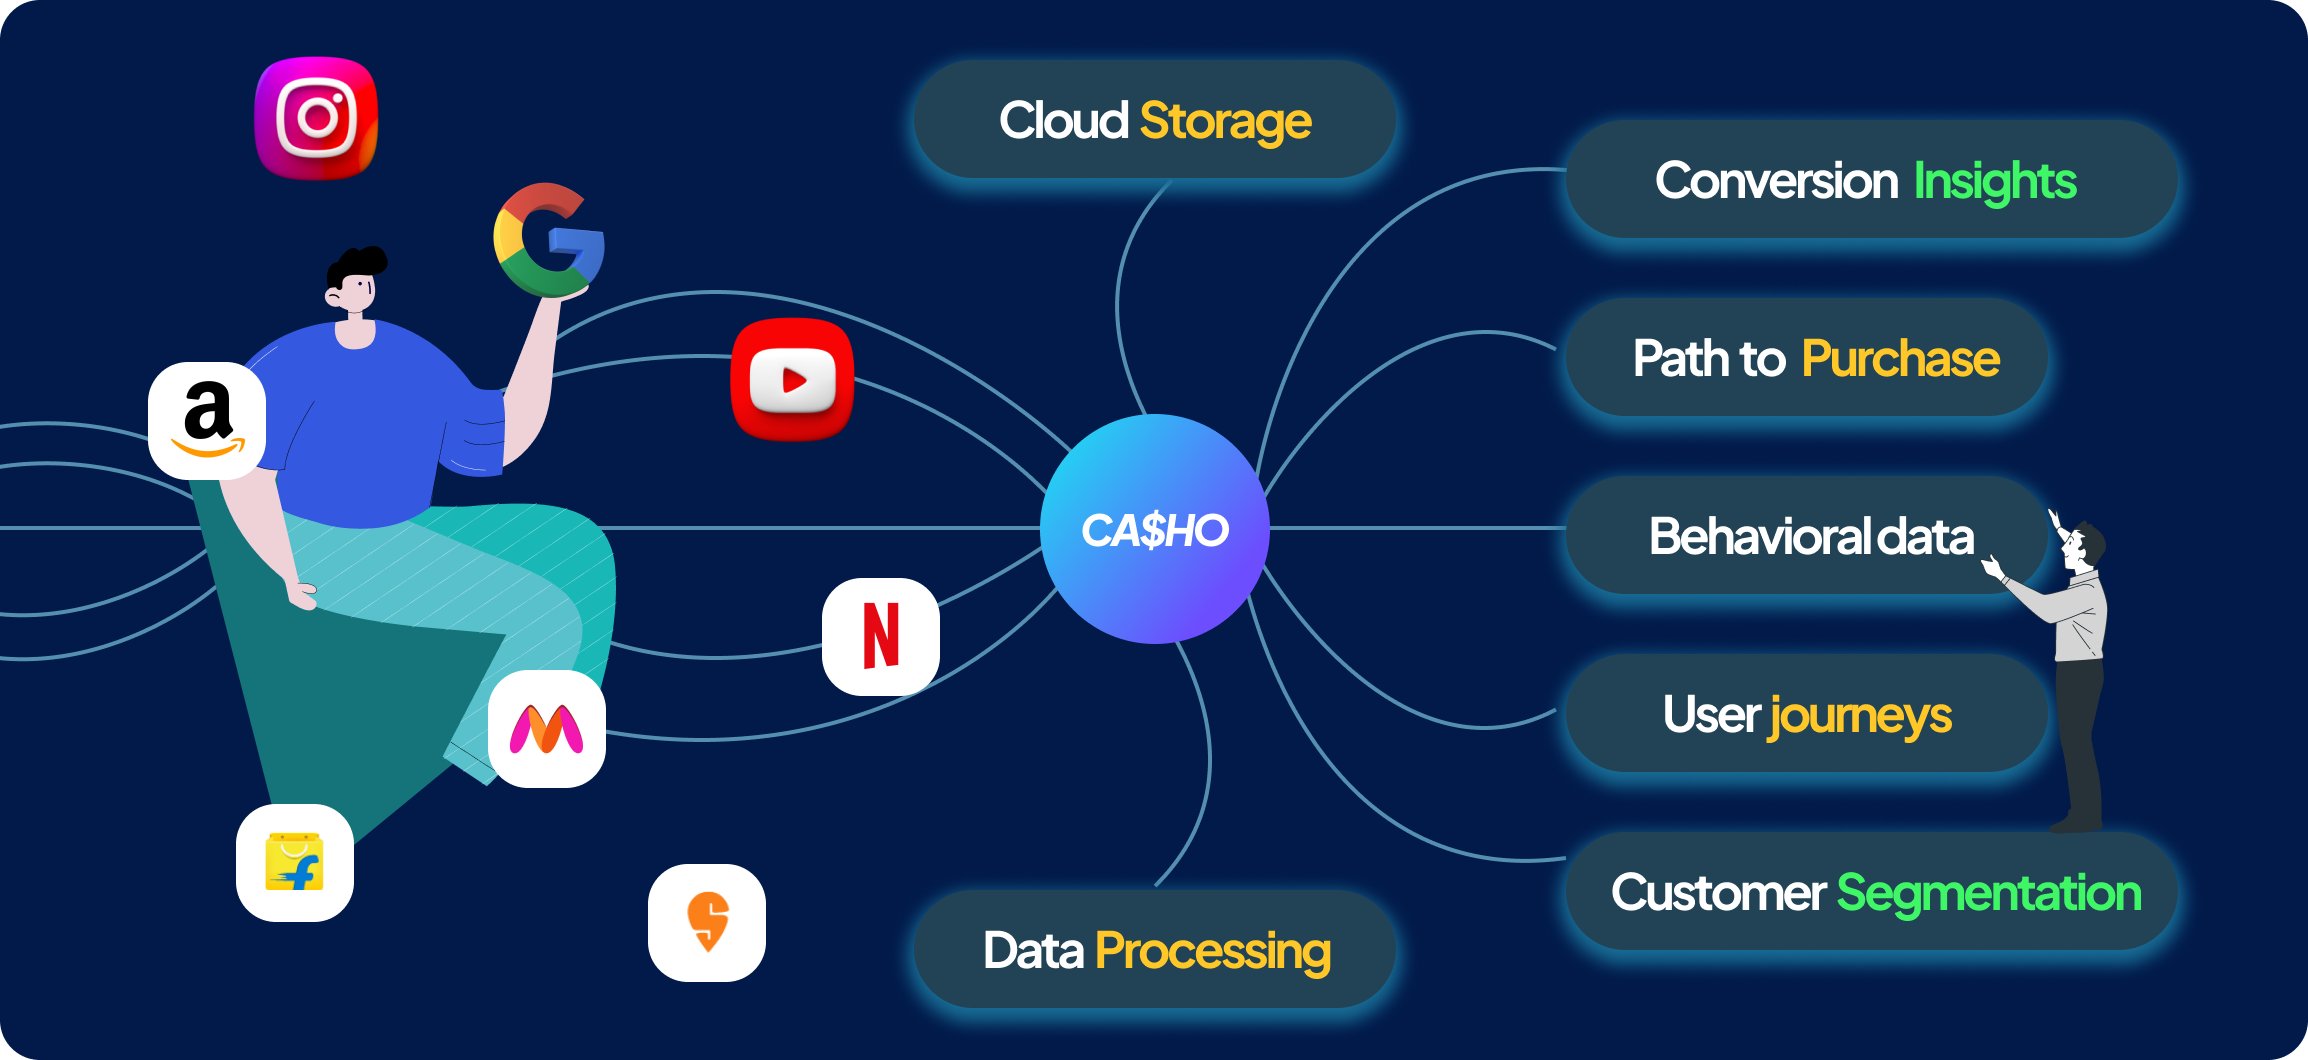 Cloud Storage
Conversion Insights
Path to Purchase
a
CA$HO
Behavioral data
N
User journeys
f
Customer Segmentation
Data Processing